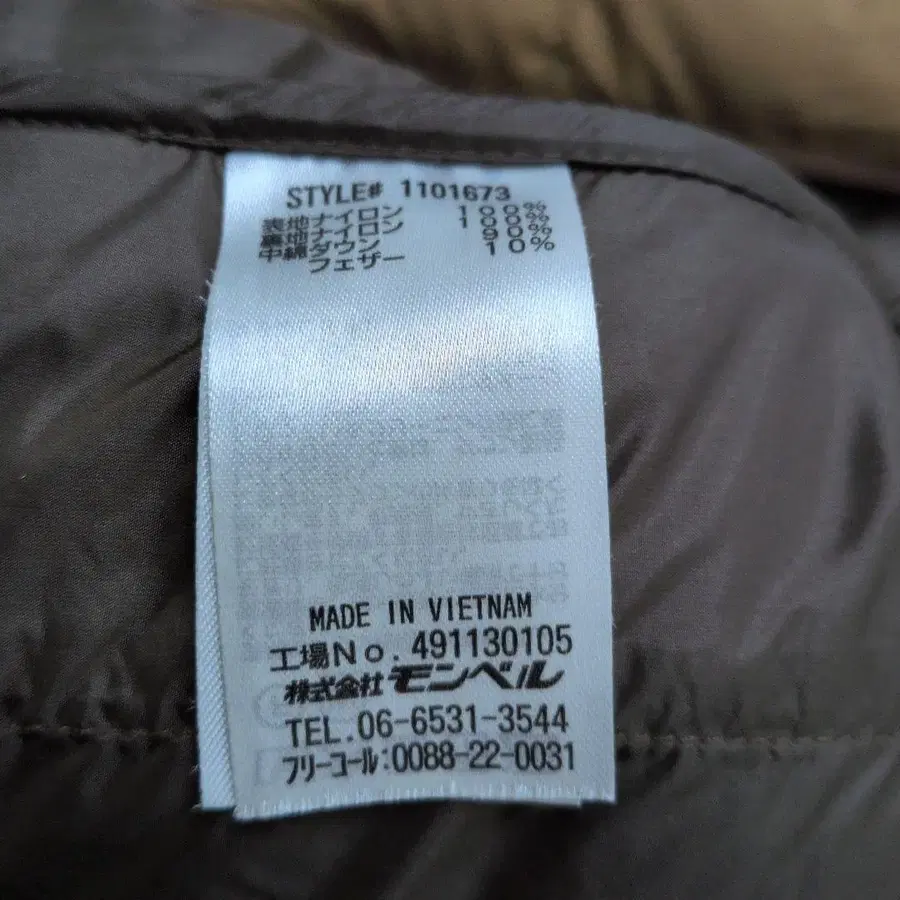 STYLE# 1101673
表地ナイロン 100%
裏地ナイロン 100%
中綿ダウン 90%
フェザー 10%
MADE IN VIETNAM
工場No. 491130105
株式会社モンベル
TEL.06-6531-3544
フリーコール:0088-22-0031